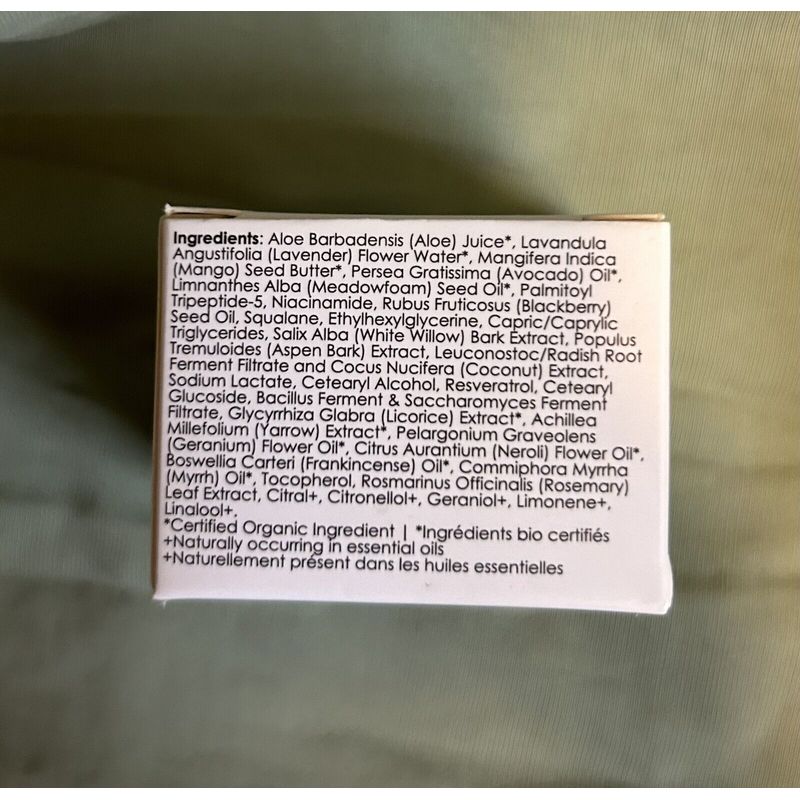 Ingredients: Aloe Barbadensis (Aloe) Juice*, Lavandula
Angustifolia (Lavender) Flower Water*, Mangifera Indica
(Mango) Seed Butter*, Persea Gratissima (Avocado) Oil*,
Limnanthes Alba (Meadowfoam) Seed Oil*, Palmitoyl
Tripeptide-5, Niacinamide, Rubus Fruticosus (Blackberry)
Seed Oil, Squalane, Ethylhexylglycerine, Capric/Caprylic
Triglycerides, Salix Alba (White Willow) Bark Extract, Populus
Tremuloides (Aspen Bark) Extract, Leuconostoc/Radish Root
Ferment Filtrate and Cocus Nucifera (Coconut) Extract,
Sodium Lactate, Cetearyl Alcohol, Resveratrol, Cetearyl
Glucoside, Bacillus Ferment & Saccharomyces Ferment
Filtrate, Glycyrrhiza Glabra (Licorice) Extract*, Achillea
Millefolium (Yarrow) Extract*, Pelargonium Graveolens
(Geranium) Flower Oil*, Citrus Aurantium (Neroli) Flower Oil*,
Boswellia Carteri (Frankincense) Oil*, Commiphora Myrrha
(Myrrh) Oil*, Tocopherol, Rosmarinus Officinalis (Rosemary)
Leaf Extract, Citral+, Citronellol+, Geraniol+, Limonene+,
Linalool+.
*Certified Organic Ingredient | *Ingrédients bio certifiés
+Naturally occurring in essential oils
+Naturellement présent dans les huiles essentielles